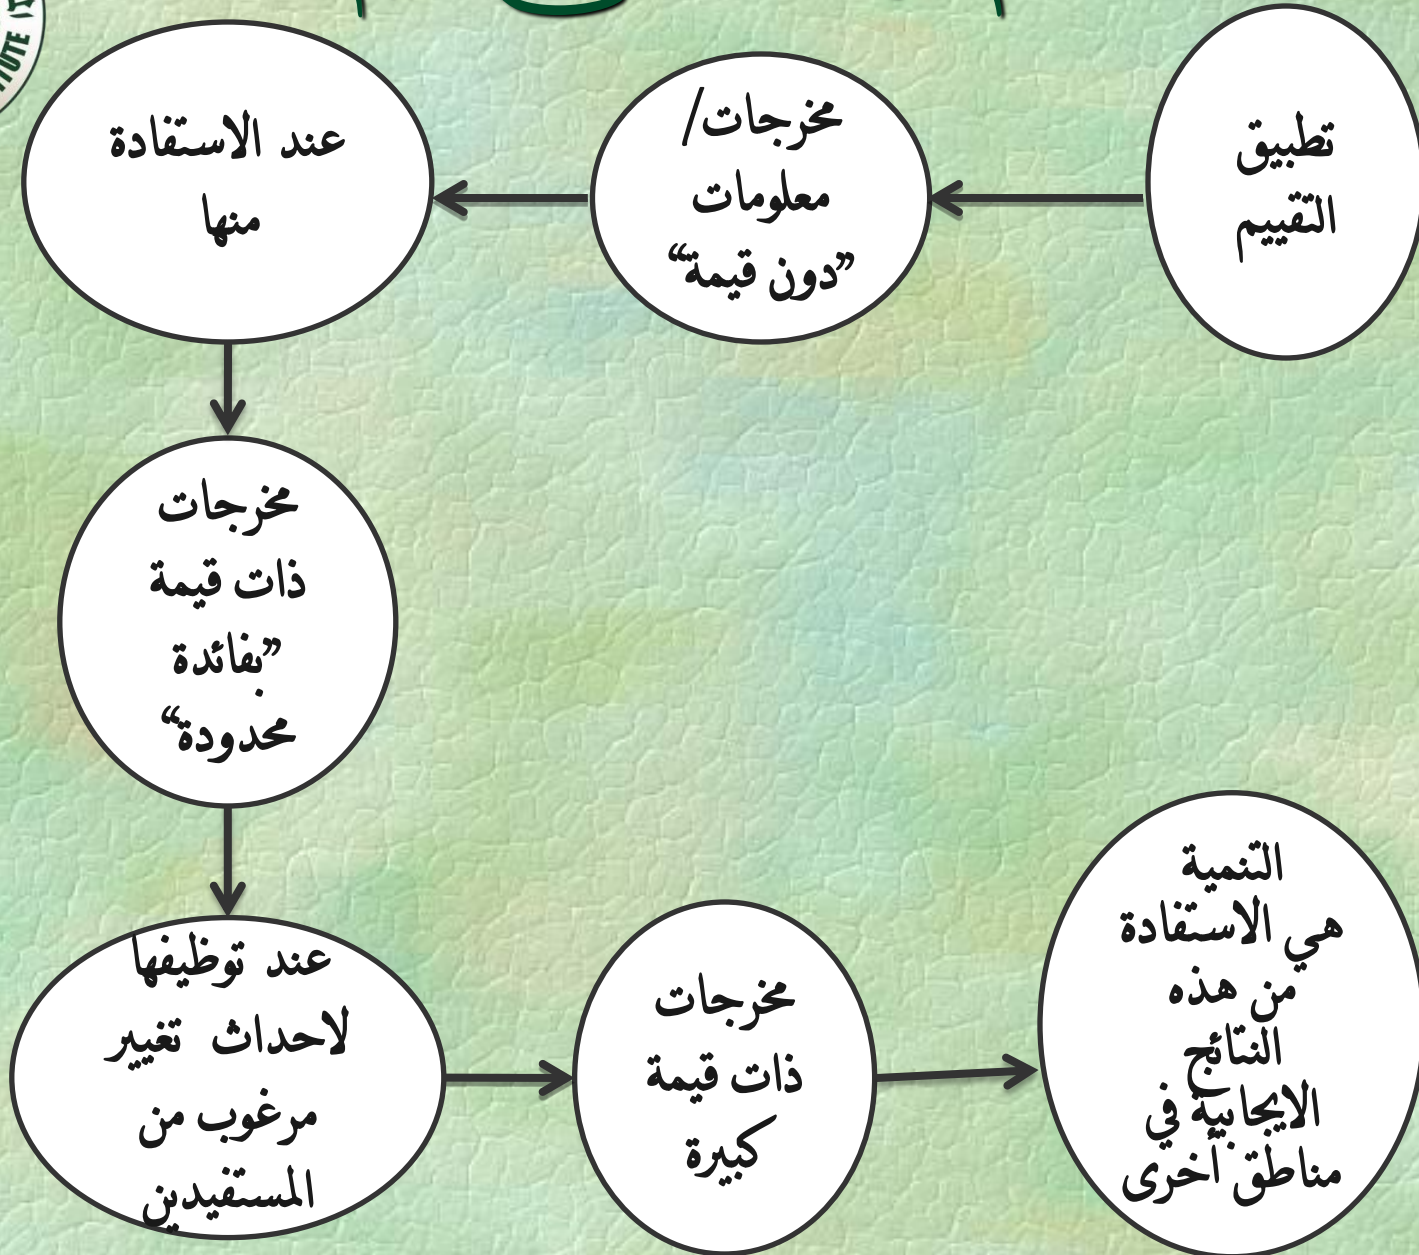 TUTE
تطبيق
التقييم
مخرجات/
معلومات
”دون قيمة“
عند الاستفادة
منها
مخرجات
ذات قيمة
”بفائدة
محدودة“
عند توظيفها
لاحداث تغيير
مرغوب من
المستفيدين
مخرجات
ذات قيمة
كبيرة
التنمية
هي الاستفادة
من هذه
النتائج
الايجابية في
مناطق أخرى